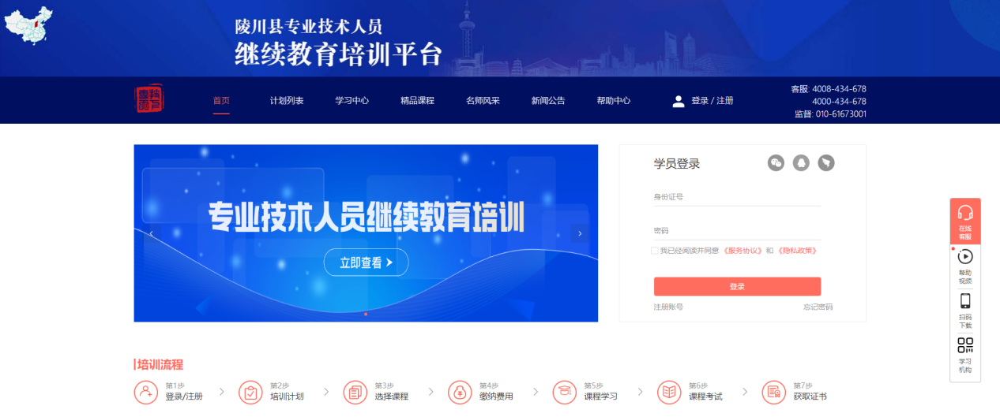 陵川县专业技术人员
继续教育培训平台
首页
计划列表
学习中心
精品课程
名师风采
新闻公告
帮助中心
登录 / 注册
客服: 4008-434-678
4000-434-678
监督: 010-61673001
专业技术人员继续教育培训
立即查看
学员登录
身份证号
密码
我已经阅读并同意 《服务协议》 和 《隐私政策》
登录
注册账号
忘记密码
在线
客服
帮助
视频
扫码
下载
学习
机构
培训流程
第1步
登录/注册
第2步
培训计划
第3步
选择课程
第4步
缴纳费用
第5步
课程学习
第6步
课程考试
第7步
获取证书